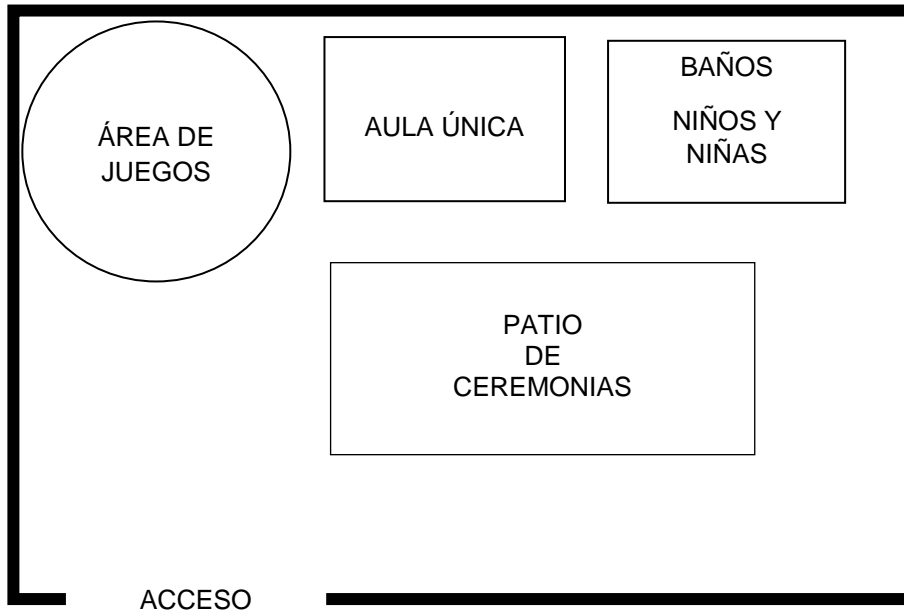 ÁREA DE
JUEGOS
AULA ÚNICA
BAÑOS
NIÑOS Y
NIÑAS
PATIO
DE
CEREMONIAS
ACCESO